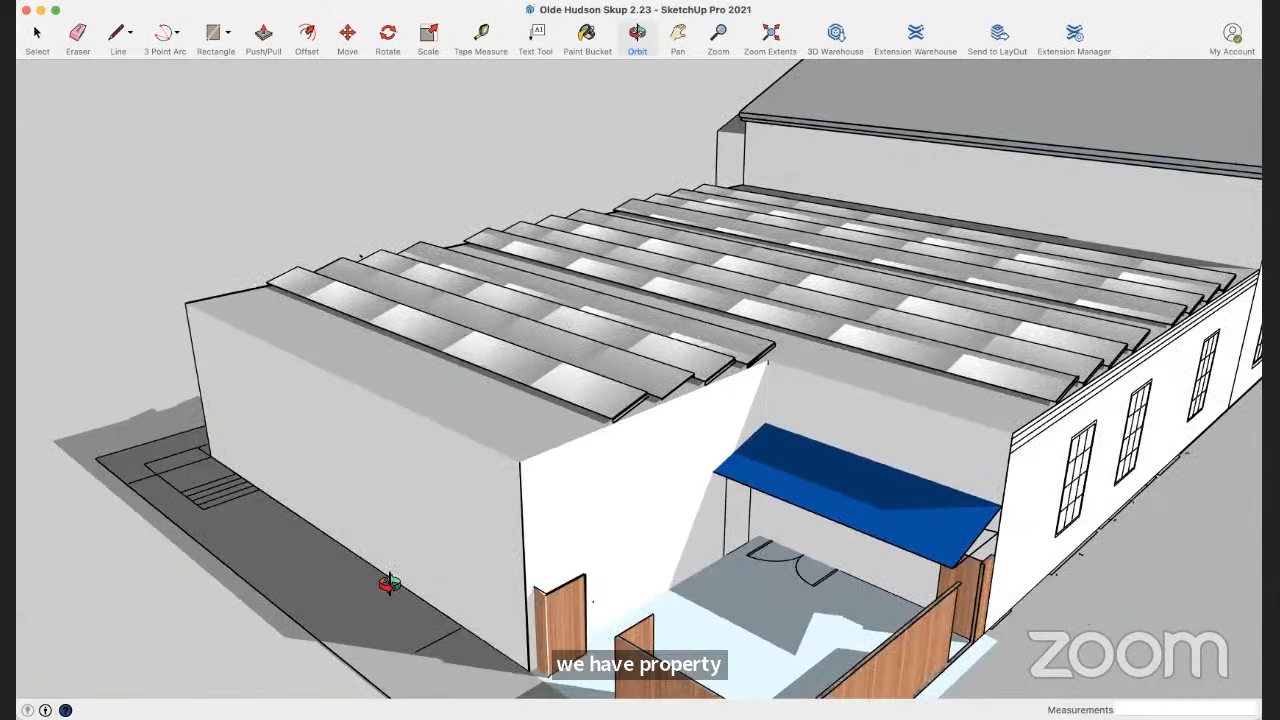 Olde Hudson Skup 2.23 - SketchUp Pro 2021
Select Eraser Line 3 Point Arc Rectangle Push/Pull Offset Move Rotate Scale Tape Measure Text Tool Paint Bucket Orbit Pan Zoom Zoom Extents 3D Warehouse Extension Warehouse Send to LayOut Extension Manager My Account
A1
zoom
we have property
Measurements